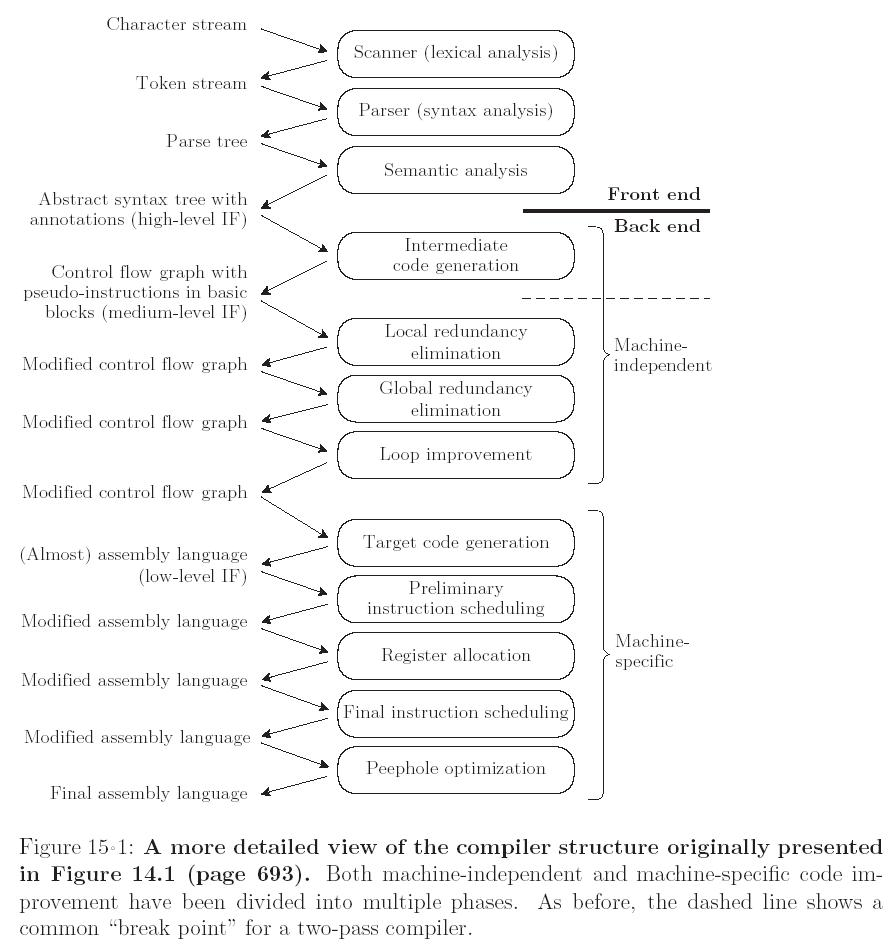 Character stream
Scanner (lexical analysis)
Token stream
Parser (syntax analysis)
Parse tree
Semantic analysis
Abstract syntax tree with
annotations (high-level IF)
Front end
Back end
Intermediate
code generation
Control flow graph with
pseudo-instructions in basic
blocks (medium-level IF)
Local redundancy
elimination
Machine-
independent
Modified control flow graph
Global redundancy
elimination
Modified control flow graph
Loop improvement
Modified control flow graph
Target code generation
(Almost) assembly language
(low-level IF)
Preliminary
instruction scheduling
Modified assembly language
Register allocation
Machine-
specific
Modified assembly language
Final instruction scheduling
Modified assembly language
Peephole optimization
Final assembly language
Figure 15.1: A more detailed view of the compiler structure originally presented
in Figure 14.1 (page 693). Both machine-independent and machine-specific code im-
provement have been divided into multiple phases. As before, the dashed line shows a
common “break point” for a two-pass compiler.